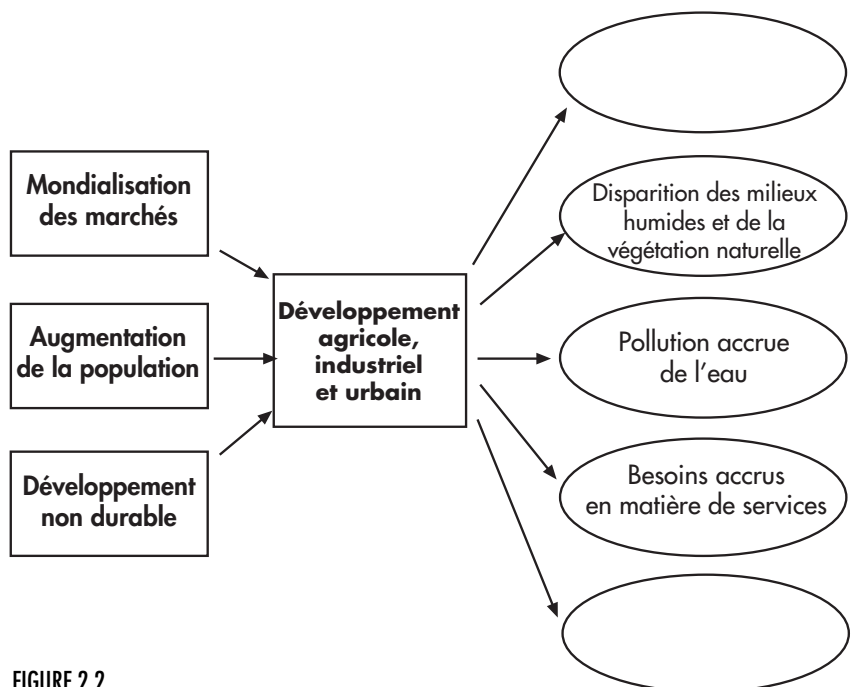 Mondialisation
des marchés
Augmentation
de la population
Développement
non durable
Développement
agricole,
industriel
et urbain
Disparition des milieux
humides et de la
végétation naturelle
Pollution accrue
de l'eau
Besoins accrus
en matière de services
FIGURE 2.2